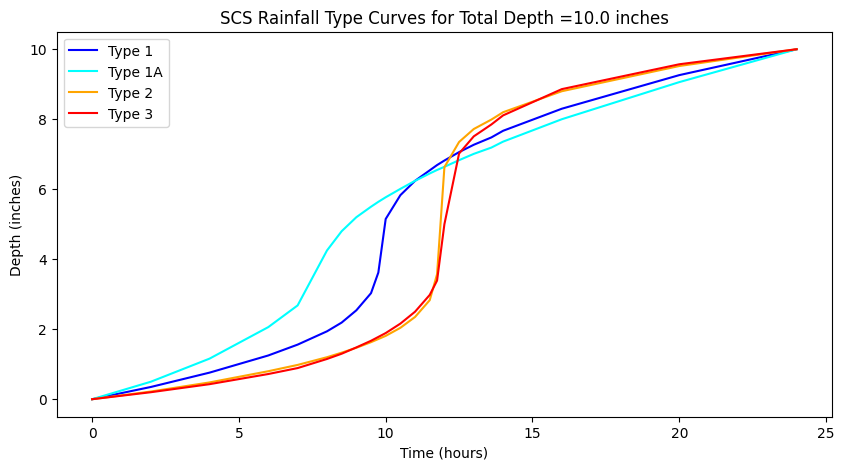 SCS Rainfall Type Curves for Total Depth =10.0 inches
Type 1
Type 1A
Type 2
Type 3
10
8
6
4
2
0
Depth (inches)
0
5
10
15
20
25
Time (hours)